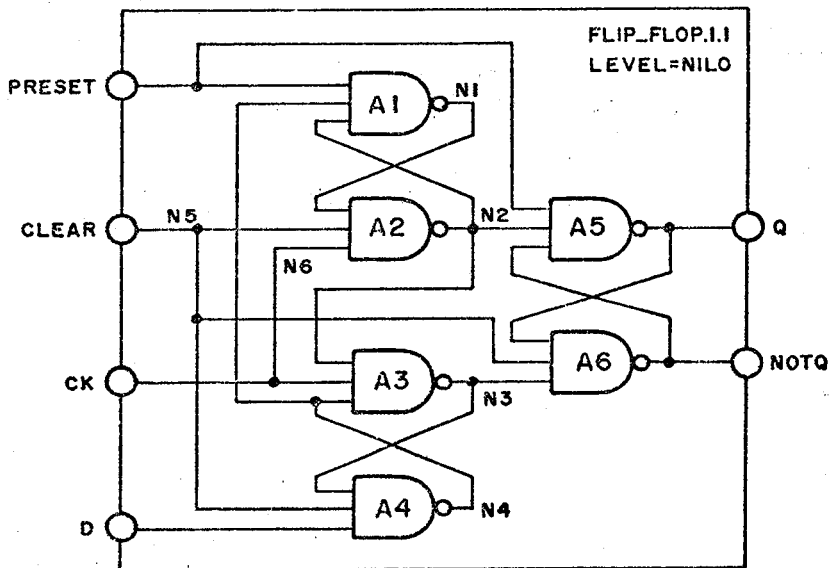 FLIP_FLOP.1.1
LEVEL=NILO
PRESET
A1
N1
CLEAR
N5
A2
N2
A5
Q
N6
CK
A3
A6
NOTQ
N3
A4
N4
D